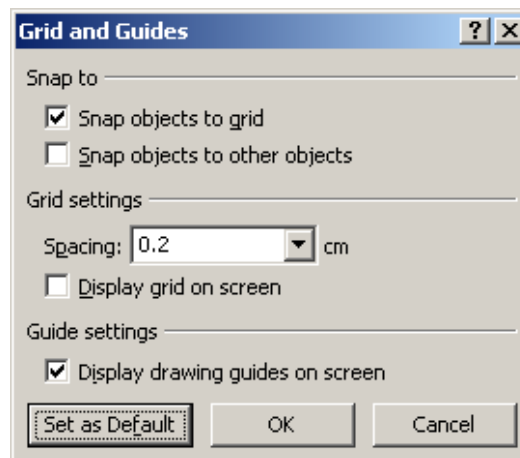 Grid and Guides
Snap to
Snap objects to grid
Snap objects to other objects
Grid settings
Spacing: 0.2 cm
Display grid on screen
Guide settings
Display drawing guides on screen
Set as Default OK Cancel